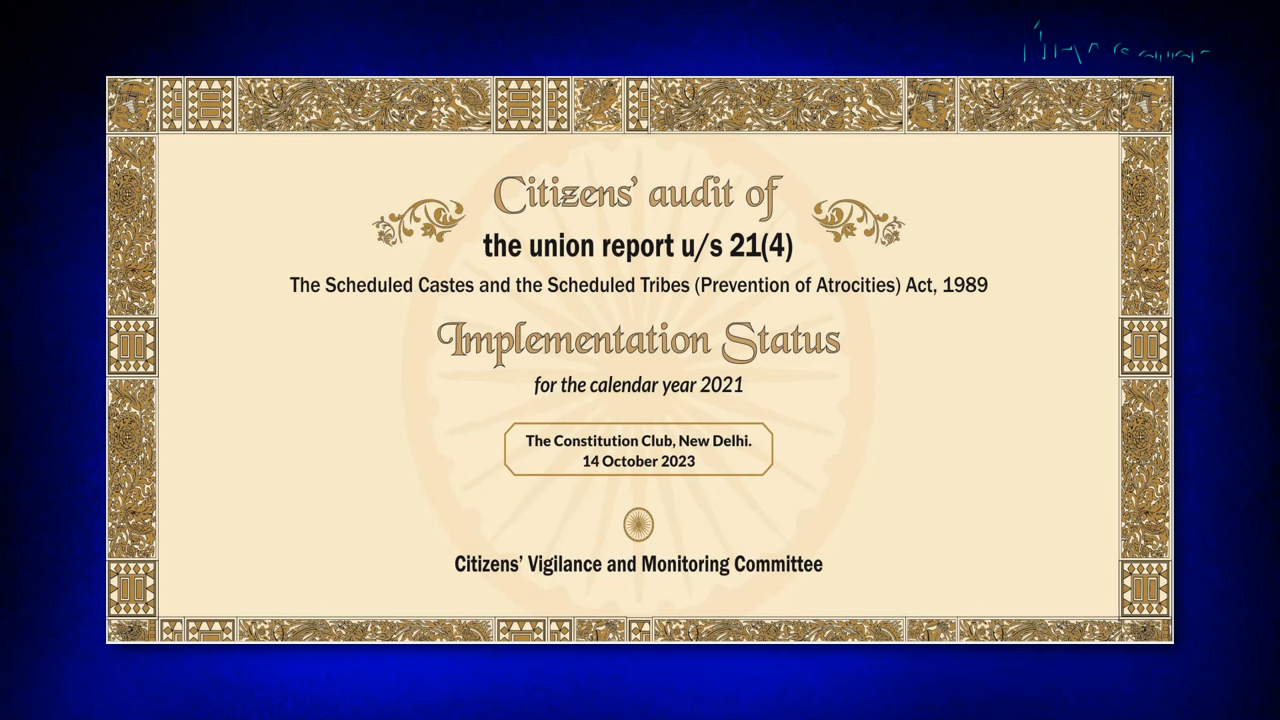 Citizens’ audit of
the union report u/s 21(4)
The Scheduled Castes and the Scheduled Tribes (Prevention of Atrocities) Act, 1989
Implementation Status
for the calendar year 2021
The Constitution Club, New Delhi.
14 October 2023
Citizens’ Vigilance and Monitoring Committee